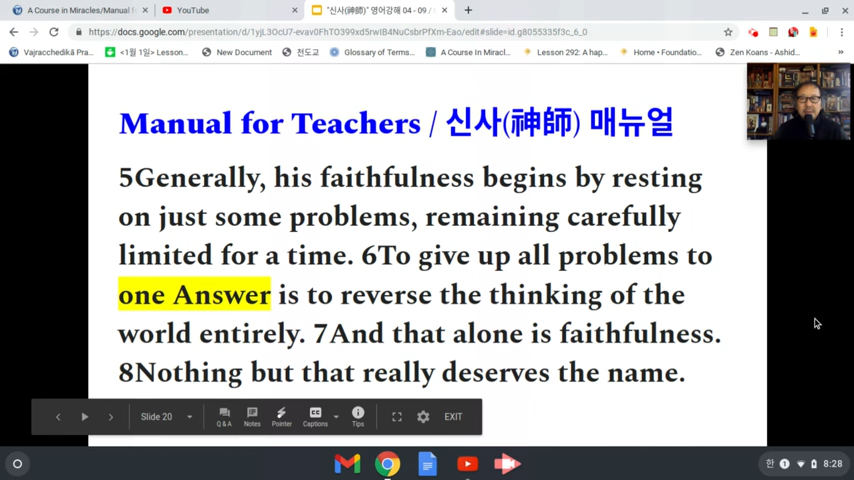 A Course in Miracles/Manual f
YouTube
"신사(神師)" 영어강해 04 - 09 /
https://docs.google.com/presentation/d/1yjL3OcU7-evav0FhTO399xd5rwIB4NuCsbrPfXm-Eao/edit#slide=id.g8055335f3c_6_0
Vajracchedikā Pra...
<1월 1일> Lesson...
New Document
천도교
Glossary of Terms...
A Course In Miracl...
Lesson 292: A hap...
Home • Foundatio...
Zen Koans - Ashid...
Manual for Teachers / 신사(神師) 매뉴얼
5Generally, his faithfulness begins by resting
on just some problems, remaining carefully
limited for a time. 6To give up all problems to
one Answer is to reverse the thinking of the
world entirely. 7And that alone is faithfulness.
8Nothing but that really deserves the name.
Slide 20
Q & A
Notes
Pointer
Captions
Tips
EXIT
한
1
8:28